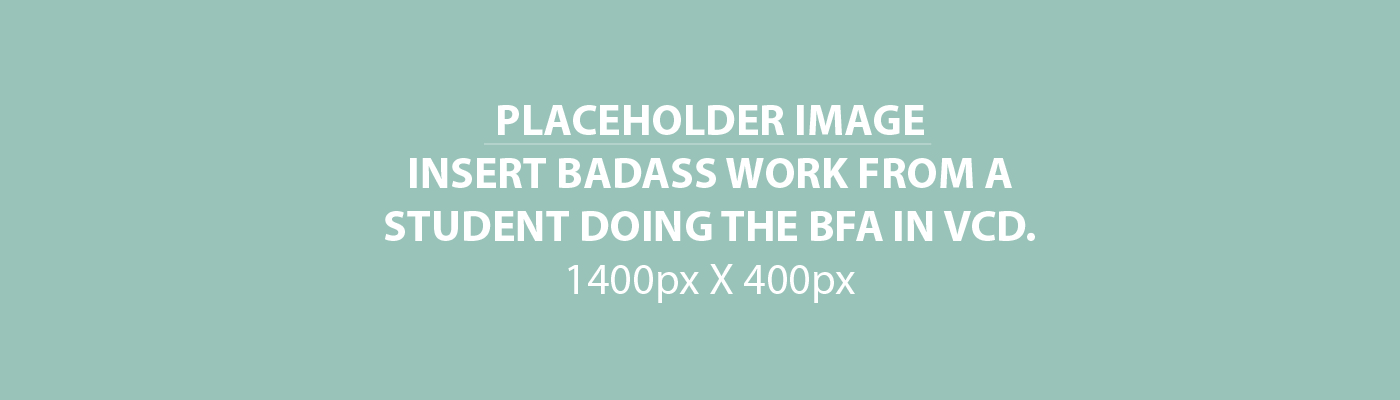 PLACEHOLDER IMAGE
INSERT BADASS WORK FROM A
STUDENT DOING THE BFA IN VCD.
1400px X 400px